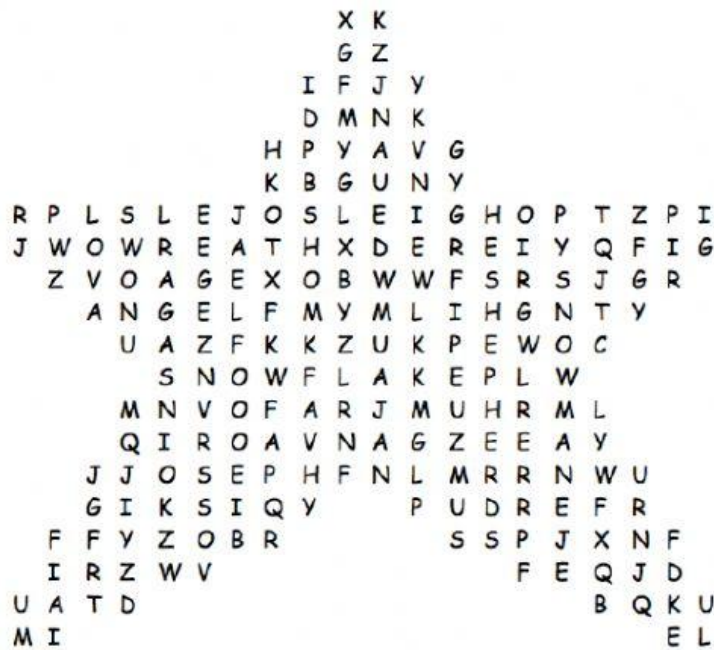 X K
G Z
I F J Y
D M N K
H P Y A V G
K B G U N Y
R P L S L E J O S L E I G H O P T Z P I
J W O W R E A T H X D E R E I Y Q F I G
Z V O A G E X O B W W F S R S J G R
A N G E L F M Y M L I H G N T Y
U A Z F K K Z U K P E W O C
S N O W F L A K E P L W
M N V O F A R J M U H R M L
Q I R O A V N A G Z E E A Y
J J O S E P H F N L M R R N W U
G I K S I Q Y P U D R E F R
F F Y Z O B R S S P J X N F
I R Z W V F E Q J D
U A T D B Q K U
M I E L